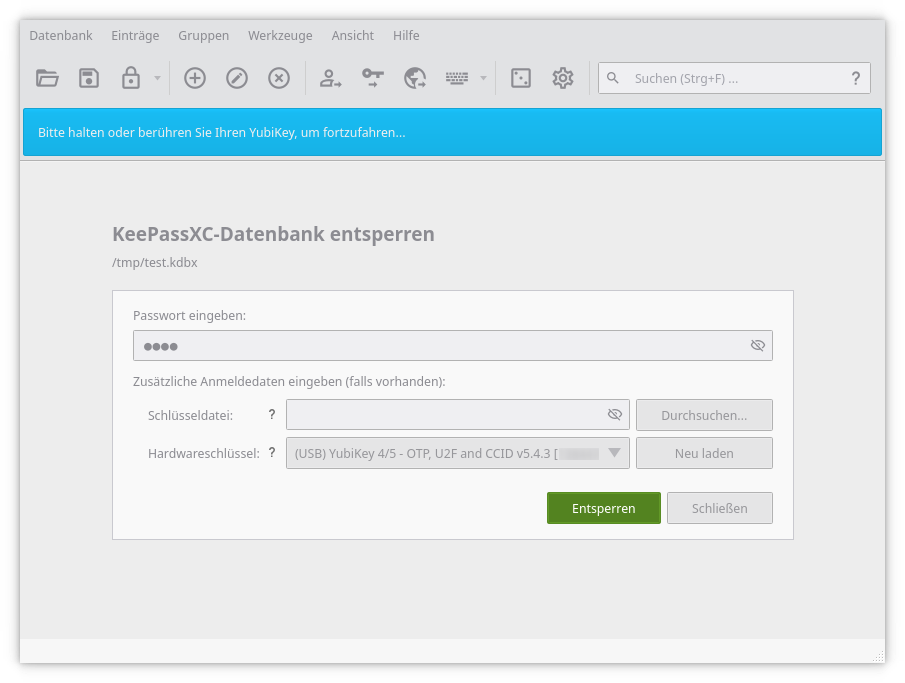 Datenbank Einträge Gruppen Werkzeuge Ansicht Hilfe
Suchen (Strg+F) ... ?
Bitte halten oder berühren Sie Ihren YubiKey, um fortzufahren...
KeePassXC-Datenbank entsperren
/tmp/test.kdbx
Passwort eingeben:
●●●●
Zusätzliche Anmeldedaten eingeben (falls vorhanden):
Schlüsseldatei: ? Durchsuchen...
Hardwareschlüssel: ? (USB) YubiKey 4/5 - OTP, U2F and CCID v5.4.3 [ Neu laden
Entsperren Schließen